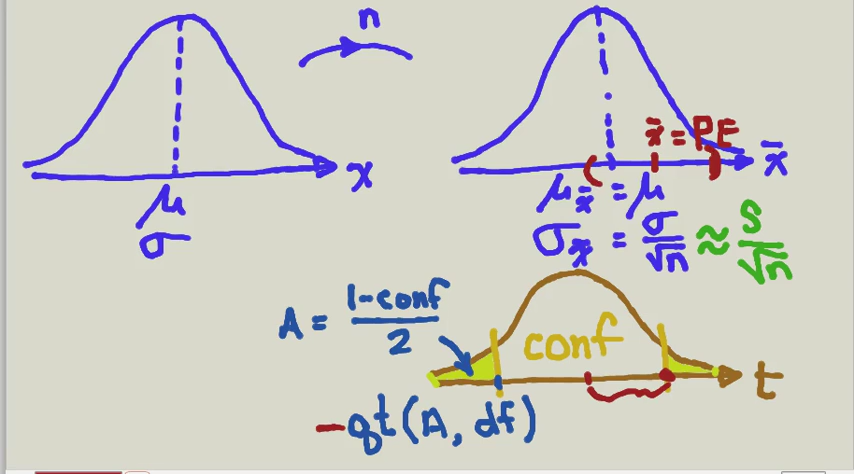 n
x
μ
σ
x̄ = PE
x̄
μx̄ = μ
σx̄ = σ/√n ≈ S/√n
A = 1-conf/2
conf
t
-qt(A, df)